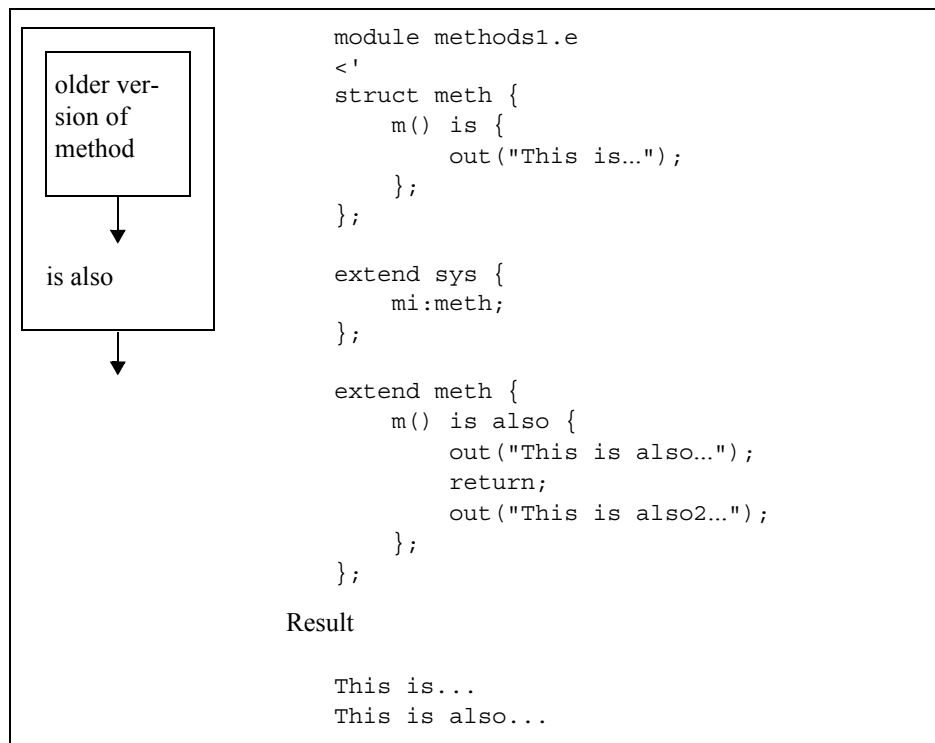 older ver-
sion of
method
is also
module methods1.e
<'
struct meth {
    m() is {
        out("This is…");
    };
};
extend sys {
    mi:meth;
};
extend meth {
    m() is also {
        out("This is also…");
        return;
        out("This is also2…");
    };
};
Result
This is...
This is also...